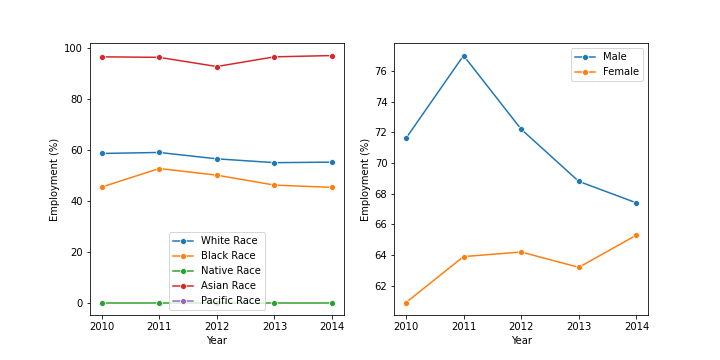 100
80
60
40
20
0
Employment (%)
White Race
Black Race
Native Race
Asian Race
Pacific Race
2010 2011 2012 2013 2014
Year
76
74
72
70
68
66
64
62
Employment (%)
Male
Female
2010 2011 2012 2013 2014
Year